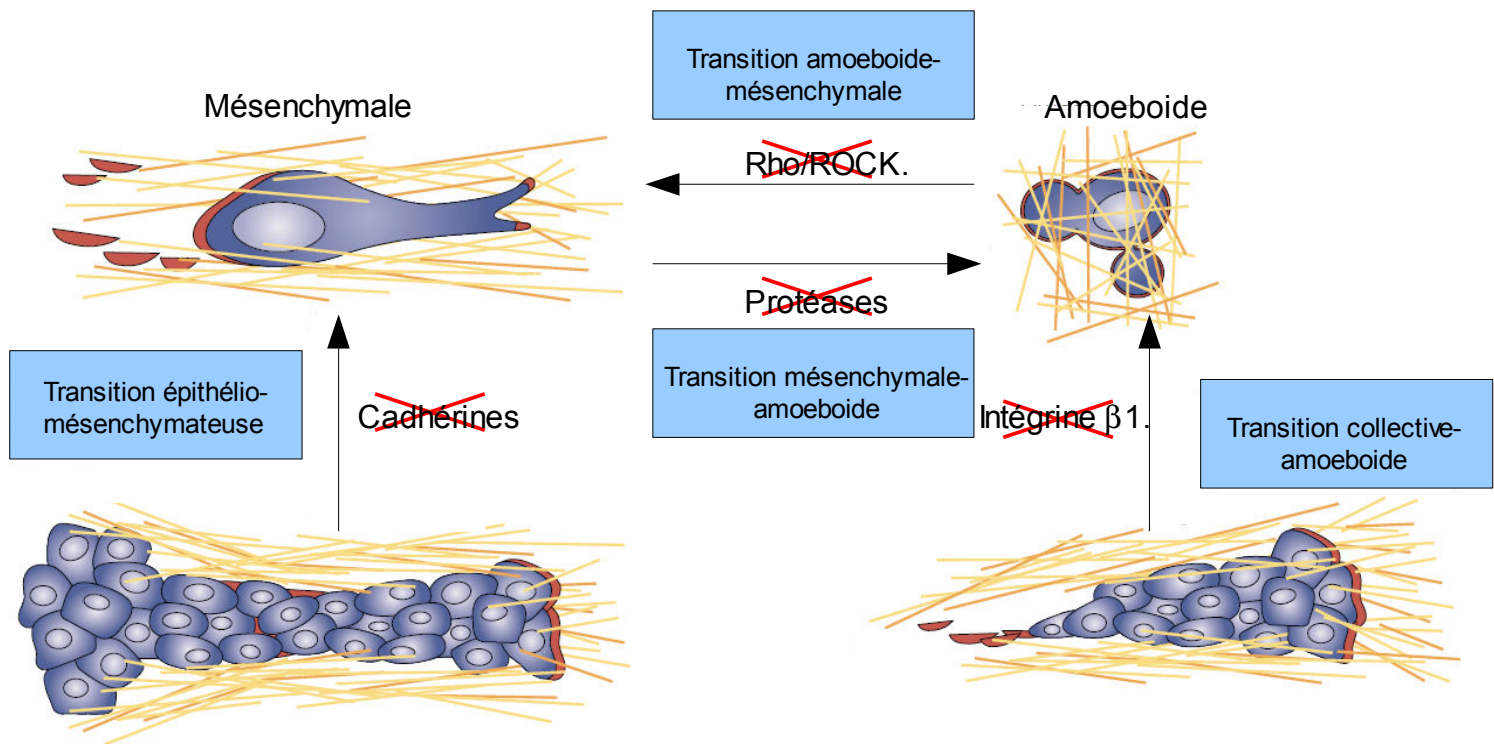 Transition amoeboide-
mésenchymale
Mésenchymale
Amoeboide
Rho/ROCK.
Protéases
Transition épithélio-
mésenchymateuse
Cadhérines
Transition mésenchymale-
amoeboide
Intégrine β1.
Transition collective-
amoeboide